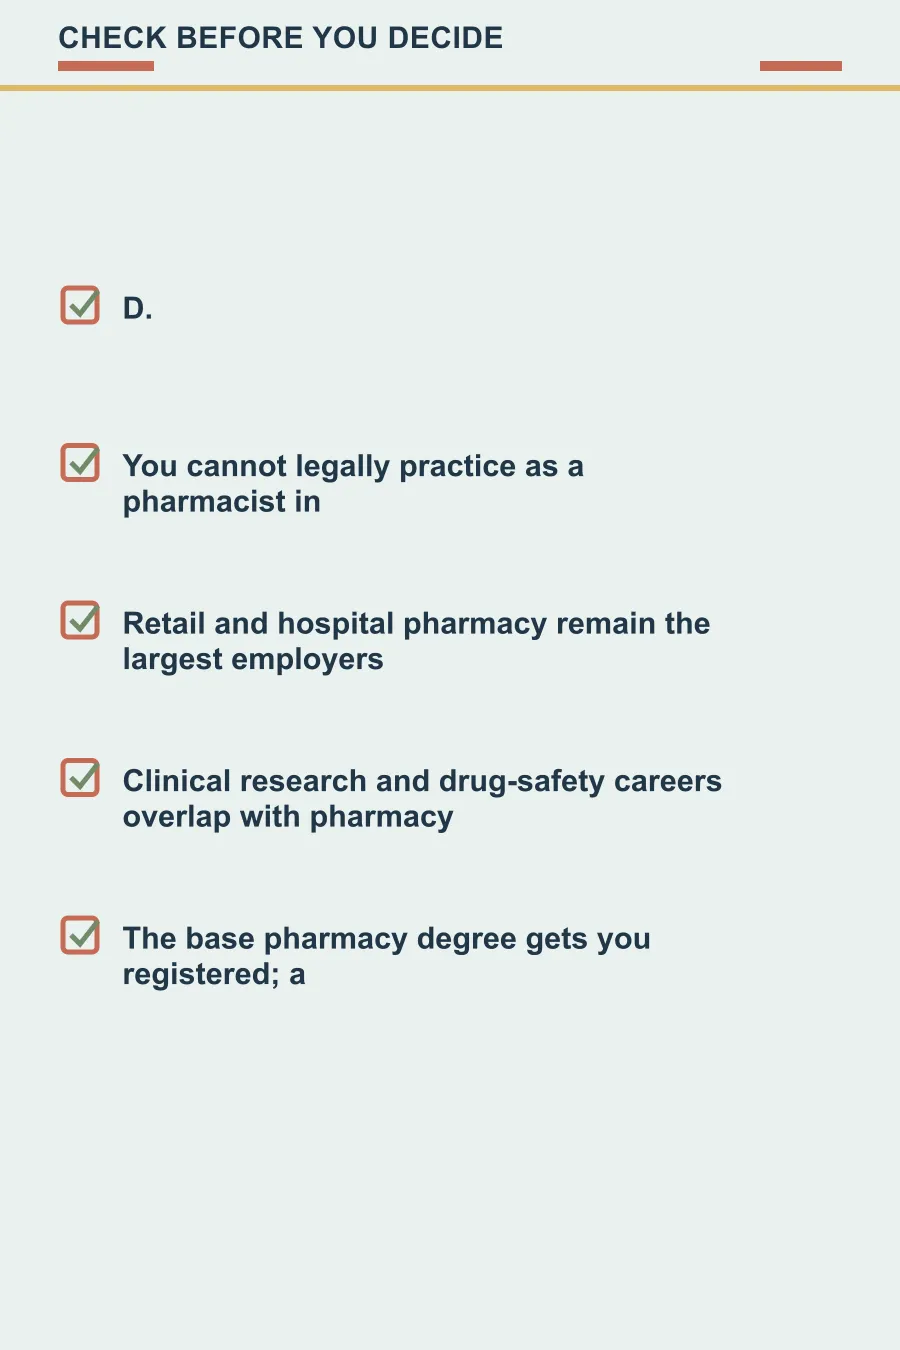 CHECK BEFORE YOU DECIDE
D.
You cannot legally practice as a
pharmacist in
Retail and hospital pharmacy remain the
largest employers
Clinical research and drug-safety careers
overlap with pharmacy
The base pharmacy degree gets you
registered; a